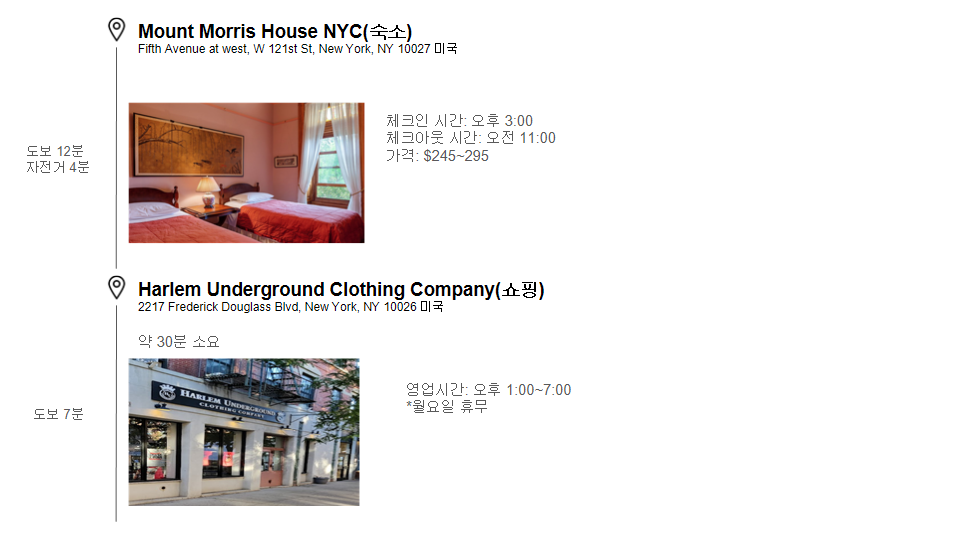 Mount Morris House NYC(숙소)
Fifth Avenue at west, W 121st St, New York, NY 10027 미국
체크인 시간: 오후 3:00
체크아웃 시간: 오전 11:00
가격: $245~295
도보 12분
자전거 4분
Harlem Underground Clothing Company(쇼핑)
2217 Frederick Douglass Blvd, New York, NY 10026 미국
약 30분 소요
HARLEM UNDERGROUND
CLOTHING COMPANY
영업시간: 오후 1:00~7:00
*월요일 휴무
도보 7분